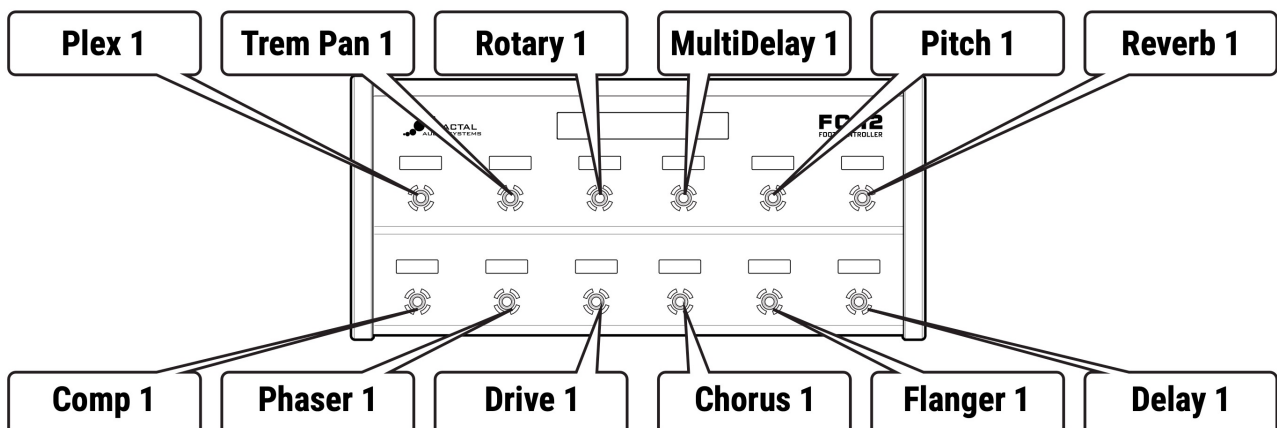 Plex 1
Trem Pan 1
Rotary 1
MultiDelay 1
Pitch 1
Reverb 1
Comp 1
Phaser 1
Drive 1
Chorus 1
Flanger 1
Delay 1